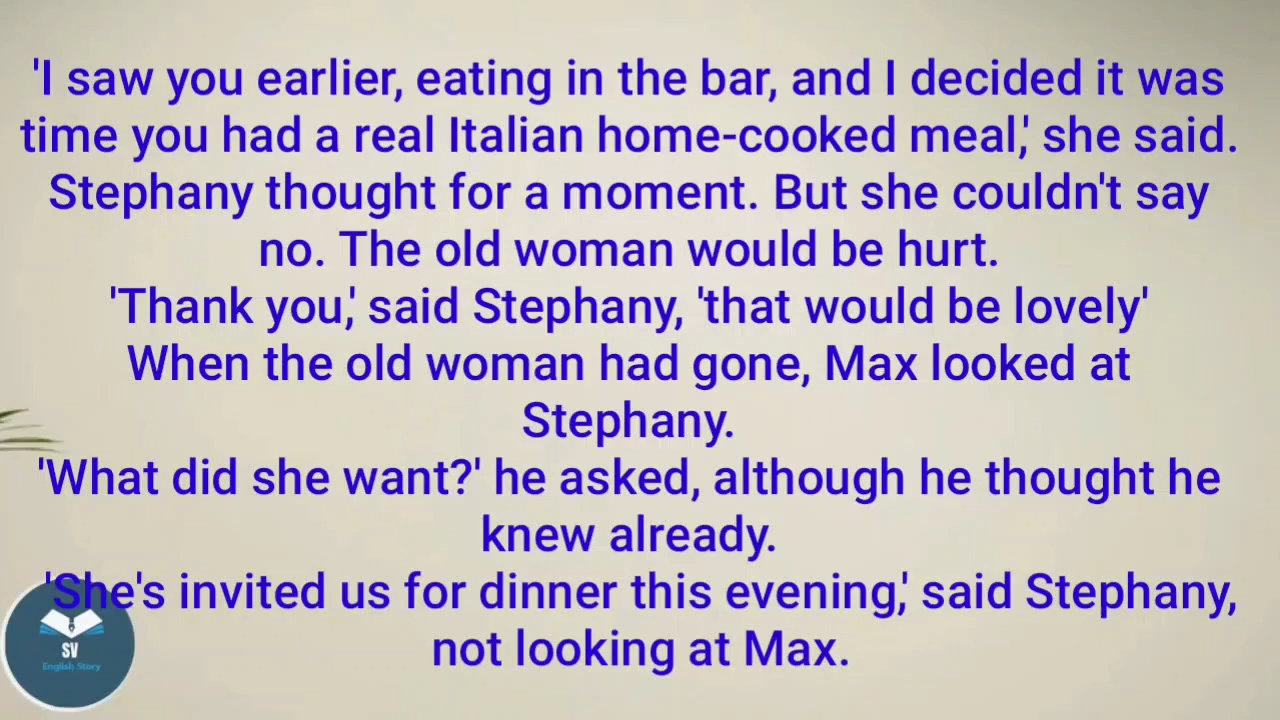 'I saw you earlier, eating in the bar, and I decided it was
time you had a real Italian home-cooked meal,' she said.
Stephany thought for a moment. But she couldn't say
no. The old woman would be hurt.
'Thank you,' said Stephany, 'that would be lovely'
When the old woman had gone, Max looked at
Stephany.
'What did she want?' he asked, although he thought he
knew already.
'She's invited us for dinner this evening,' said Stephany,
not looking at Max.
SV
English Story